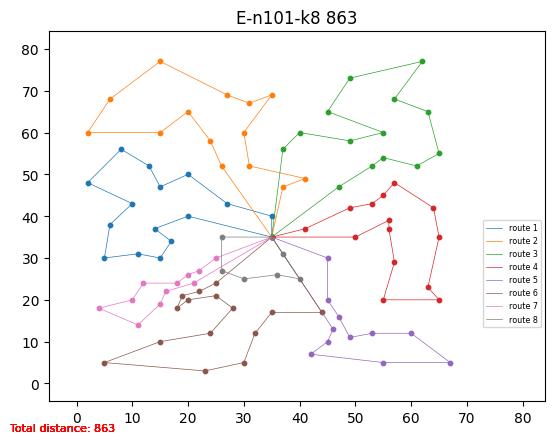 E-n101-k8 863
80
70
60
50
40
30
20
10
0
0 10 20 30 40 50 60 70 80
route 1
route 2
route 3
route 4
route 5
route 6
route 7
route 8
Total distance: 863